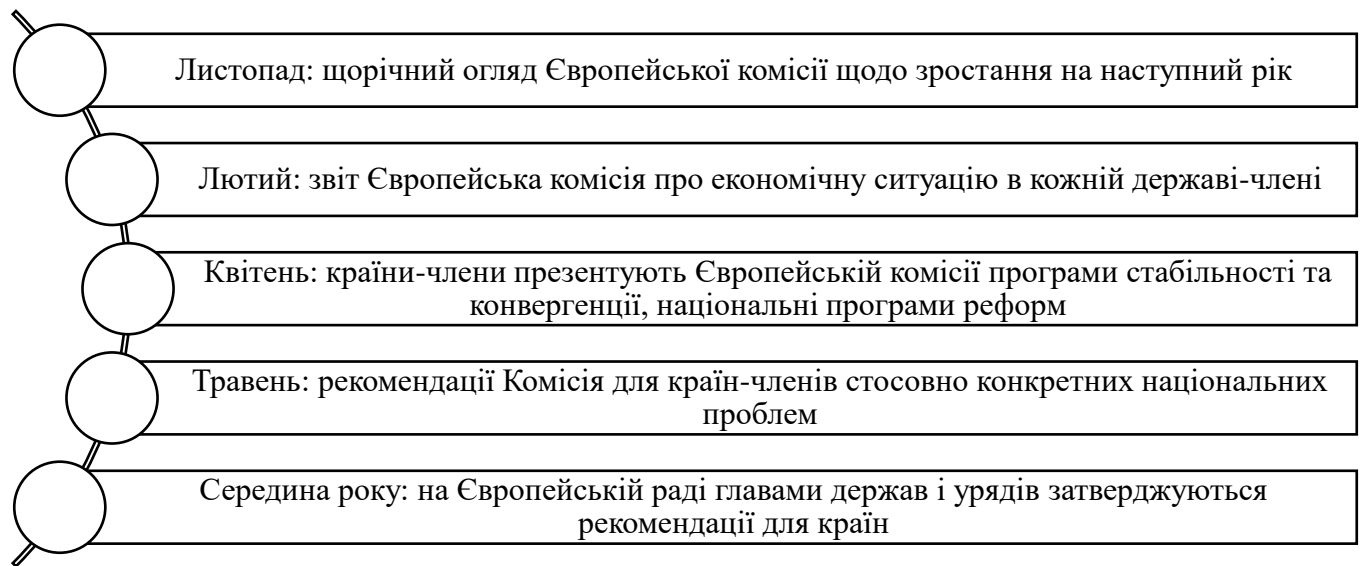 Листопад: щорічний огляд Європейської комісії щодо зростання на наступний рік
Лютий: звіт Європейська комісія про економічну ситуацію в кожній державі-члені
Квітень: країни-члени презентують Європейській комісії програми стабільності та
конвергенції, національні програми реформ
Травень: рекомендації Комісія для країн-членів стосовно конкретних національних
проблем
Середина року: на Європейській раді главами держав і урядів затверджуються
рекомендації для країн